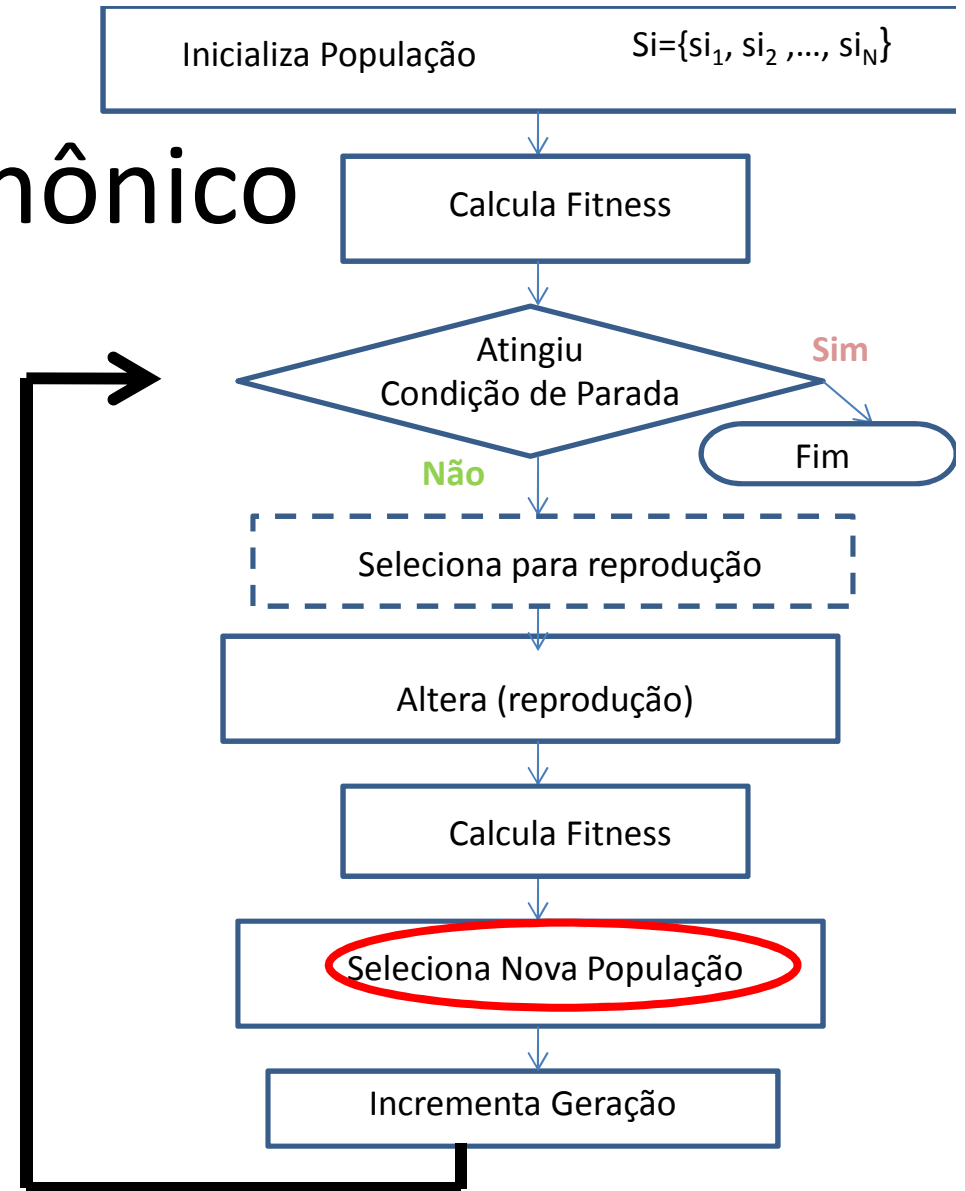 Inicializa População Si={si₁, si₂ ,..., si_N}
nônico
Calcula Fitness
Atingiu
Condição de Parada
Sim
Fim
Não
Seleciona para reprodução
Altera (reprodução)
Calcula Fitness
Seleciona Nova População
Incrementa Geração